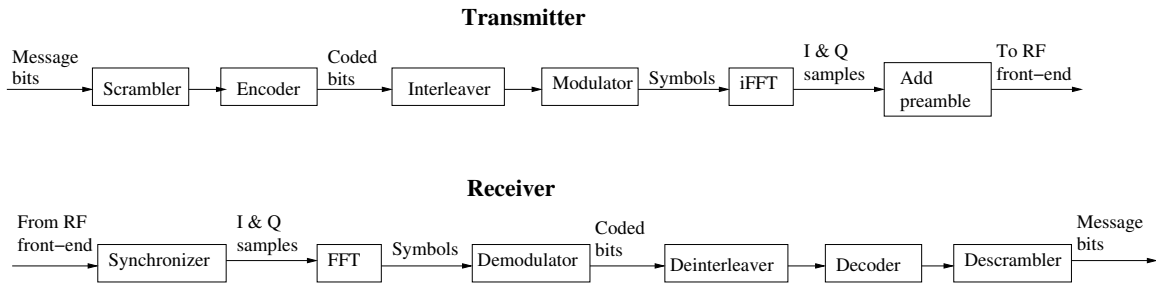 Transmitter
Message
bits
Scrambler
Encoder
Coded
bits
Interleaver
Modulator
Symbols
iFFT
I & Q
samples
Add
preamble
To RF
front−end
Receiver
From RF
front−end
Synchronizer
I & Q
samples
FFT
Symbols
Demodulator
Coded
bits
Deinterleaver
Decoder
Descrambler
Message
bits